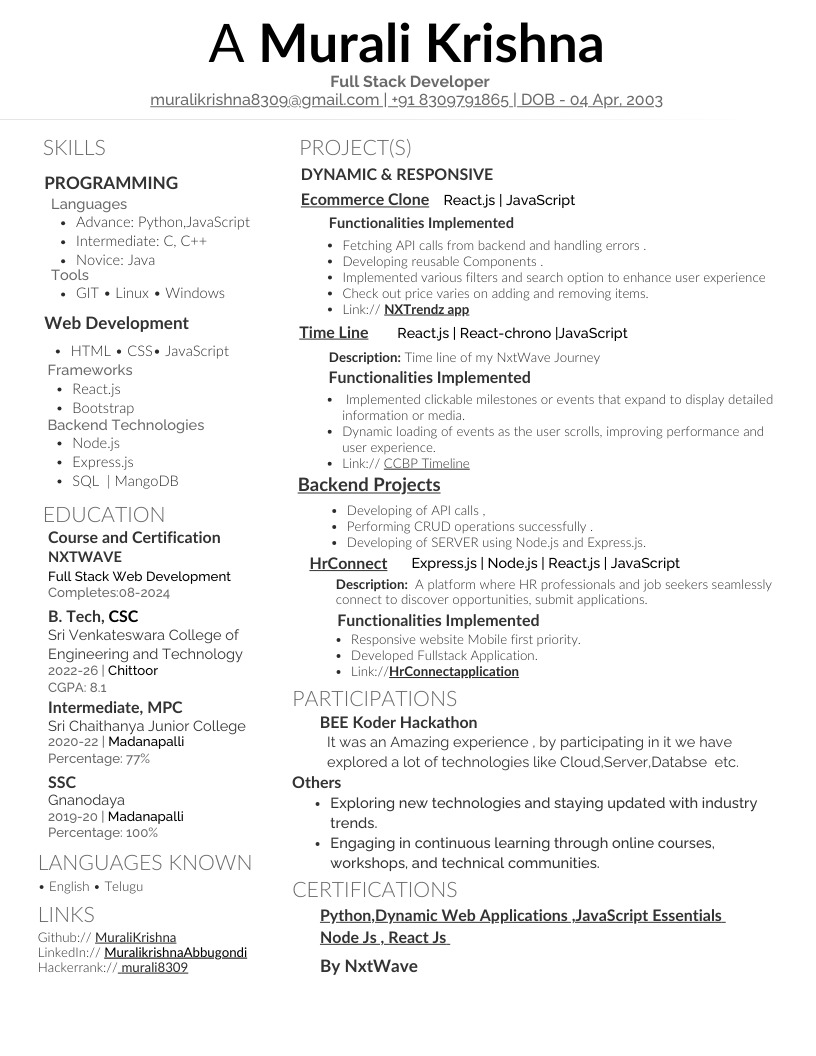 A Murali Krishna
Full Stack Developer
muralikrishna8309@gmail.com | +91 8309791865 | DOB - 04 Apr, 2003
SKILLS
PROGRAMMING
Languages
• Advance: Python,JavaScript
• Intermediate: C, C++
• Novice: Java
Tools
• GIT • Linux • Windows
Web Development
• HTML • CSS• JavaScript
Frameworks
• React.js
• Bootstrap
Backend Technologies
• Node.js
• Express.js
• SQL | MangoDB
EDUCATION
Course and Certification
NXTWAVE
Full Stack Web Development
Completes:08-2024
B. Tech, CSC
Sri Venkateswara College of
Engineering and Technology
2022-26 | Chittoor
CGPA: 8.1
Intermediate, MPC
Sri Chaithanya Junior College
2020-22 | Madanapalli
Percentage: 77%
SSC
Gnanodaya
2019-20 | Madanapalli
Percentage: 100%
LANGUAGES KNOWN
• English • Telugu
LINKS
Github:// MuraliKrishna
LinkedIn:// MuralikrishnaAbbugondi
Hackerrank:// murali8309
PROJECT(S)
DYNAMIC & RESPONSIVE
Ecommerce Clone React.js | JavaScript
Functionalities Implemented
• Fetching API calls from backend and handling errors .
• Developing reusable Components .
• Implemented various filters and search option to enhance user experience
• Check out price varies on adding and removing items.
• Link:// NXTrendz app
Time Line React.js | React-chrono |JavaScript
Description: Time line of my NxtWave Journey
Functionalities Implemented
• Implemented clickable milestones or events that expand to display detailed
information or media.
• Dynamic loading of events as the user scrolls, improving performance and
user experience.
• Link:// CCBP Timeline
Backend Projects
• Developing of API calls ,
• Performing CRUD operations successfully .
• Developing of SERVER using Node.js and Express.js.
HrConnect Express.js | Node.js | React.js | JavaScript
Description: A platform where HR professionals and job seekers seamlessly
connect to discover opportunities, submit applications.
Functionalities Implemented
• Responsive website Mobile first priority.
• Developed Fullstack Application.
• Link://HrConnectapplication
PARTICIPATIONS
BEE Koder Hackathon
It was an Amazing experience , by participating in it we have
explored a lot of technologies like Cloud,Server,Databse etc.
Others
• Exploring new technologies and staying updated with industry
trends.
• Engaging in continuous learning through online courses,
workshops, and technical communities.
CERTIFICATIONS
Python,Dynamic Web Applications ,JavaScript Essentials
Node Js , React Js
By NxtWave